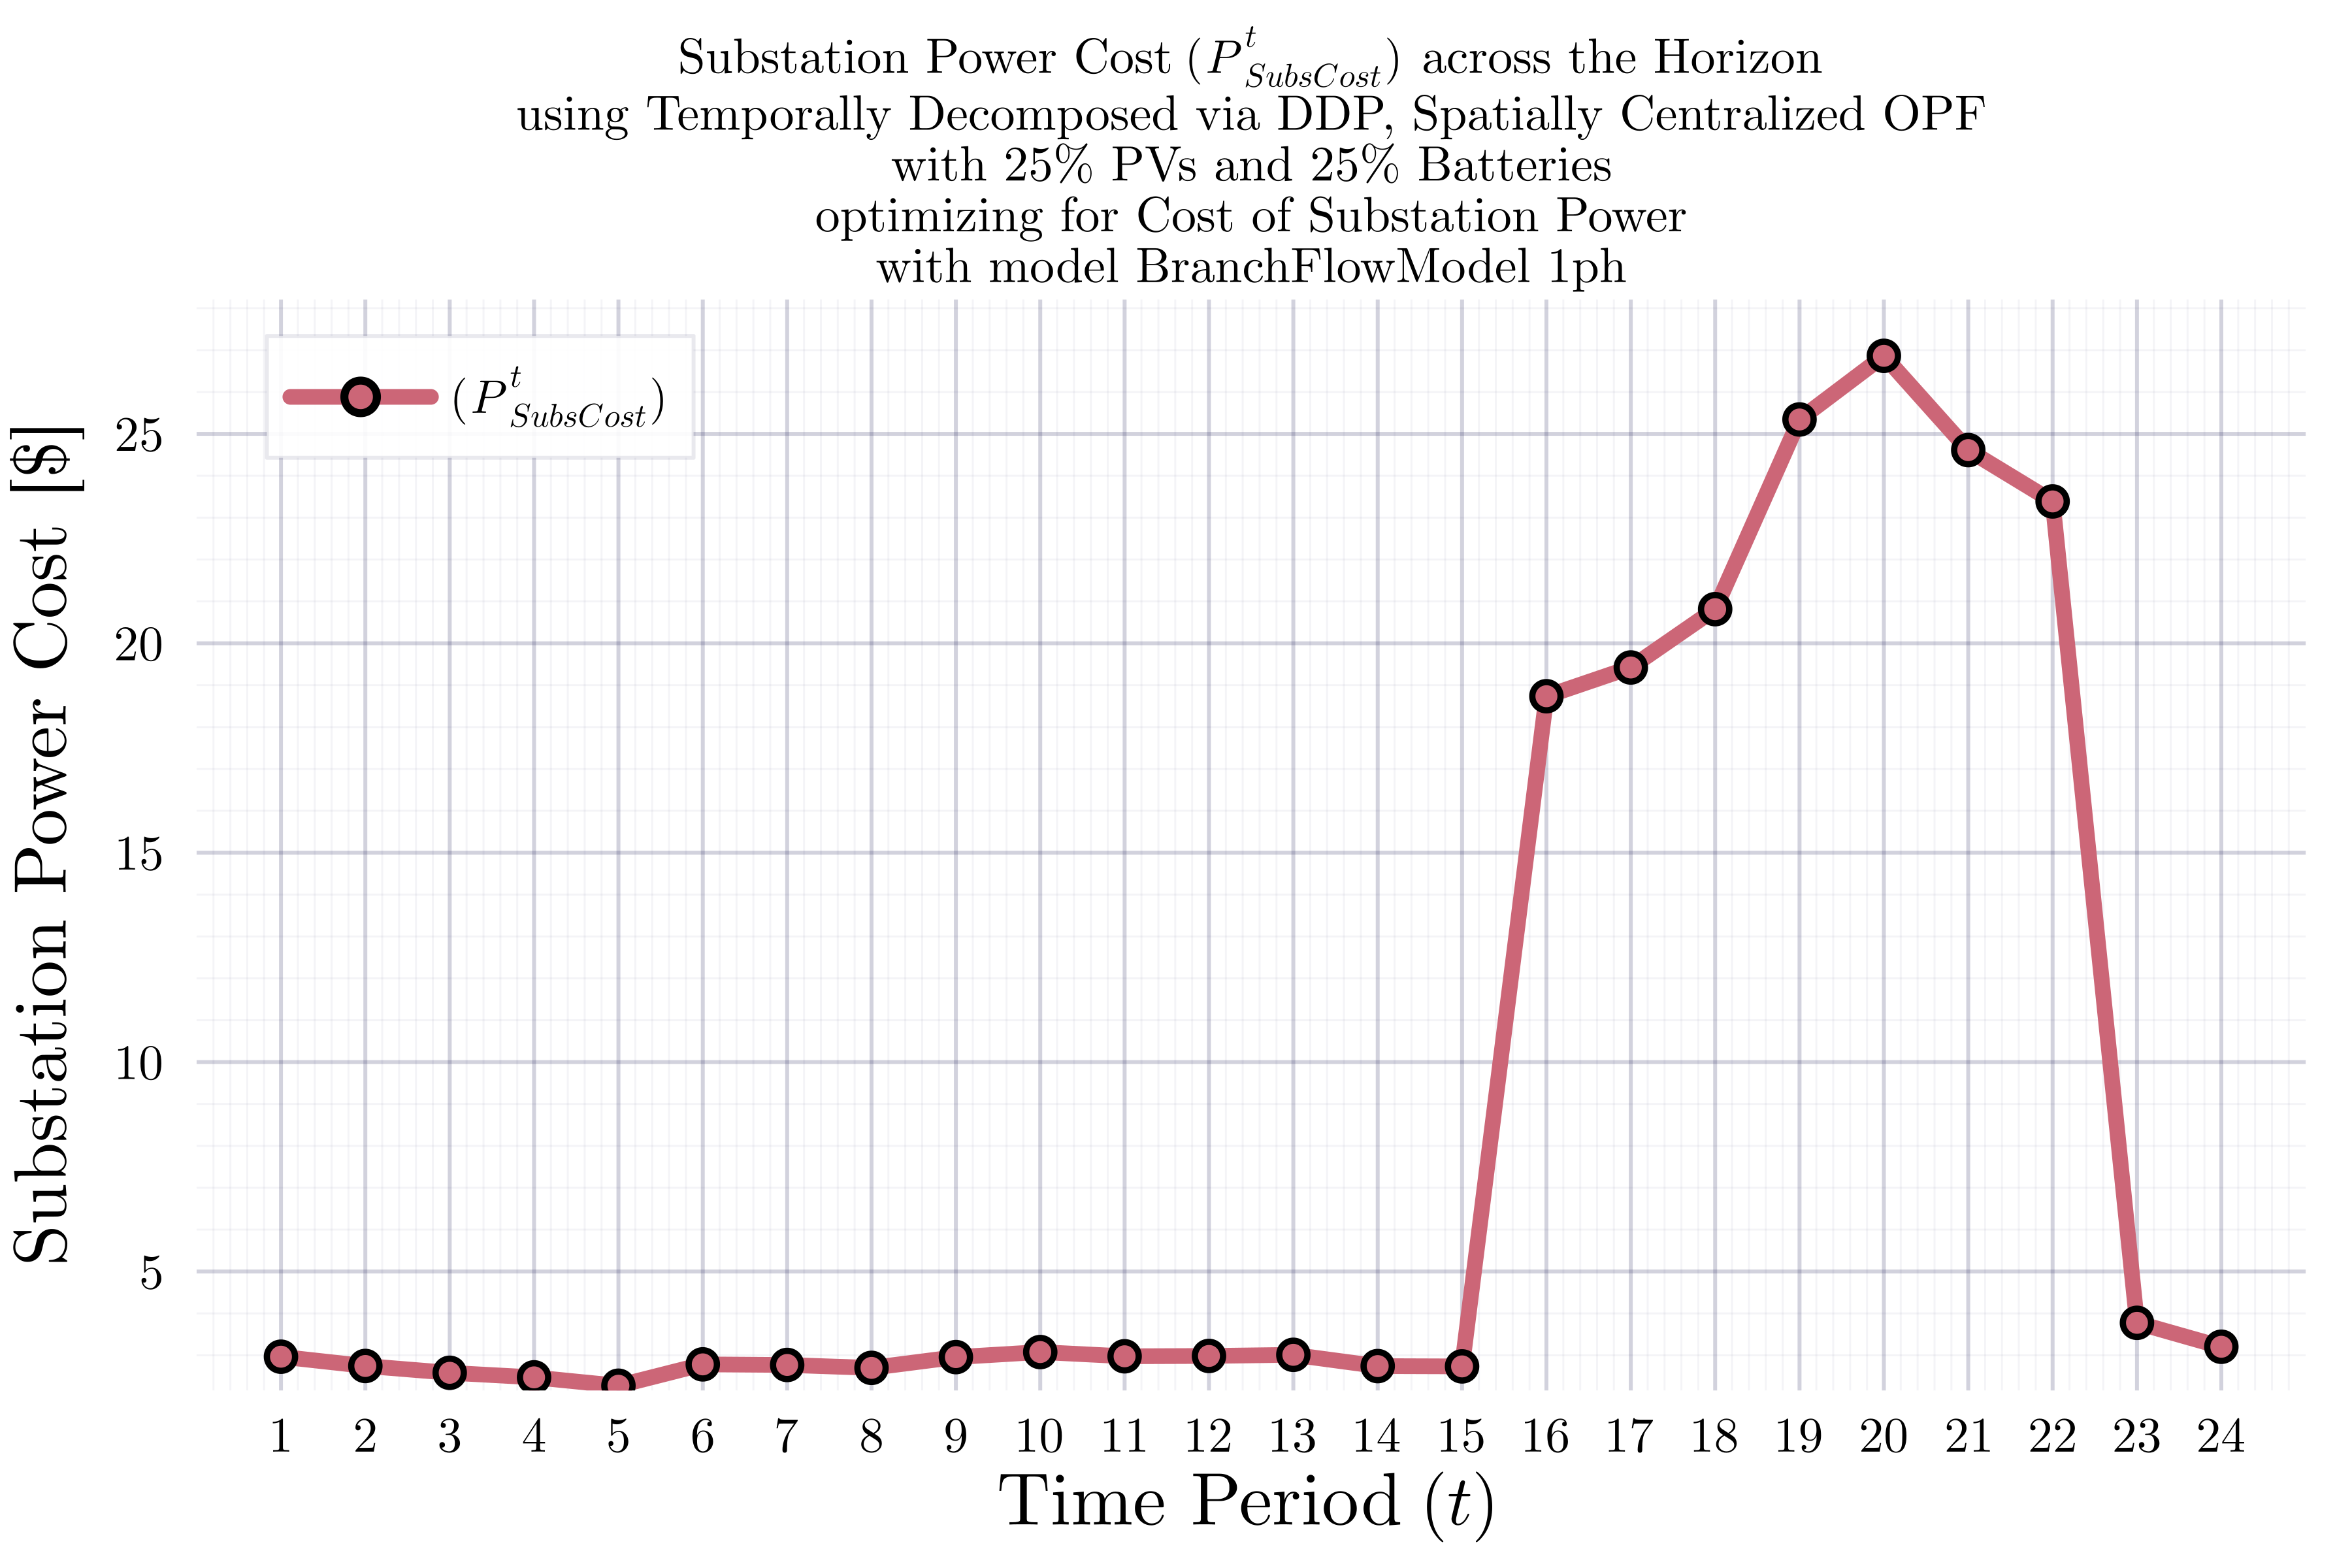 Substation Power Cost (P^t_SubsCost) across the Horizon
using Temporally Decomposed via DDP, Spatially Centralized OPF
with 25% PVs and 25% Batteries
optimizing for Cost of Substation Power
with model BranchFlowModel 1ph
(P^t_SubsCost)
Substation Power Cost [$]
25
20
15
10
5
1 2 3 4 5 6 7 8 9 10 11 12 13 14 15 16 17 18 19 20 21 22 23 24
Time Period (t)